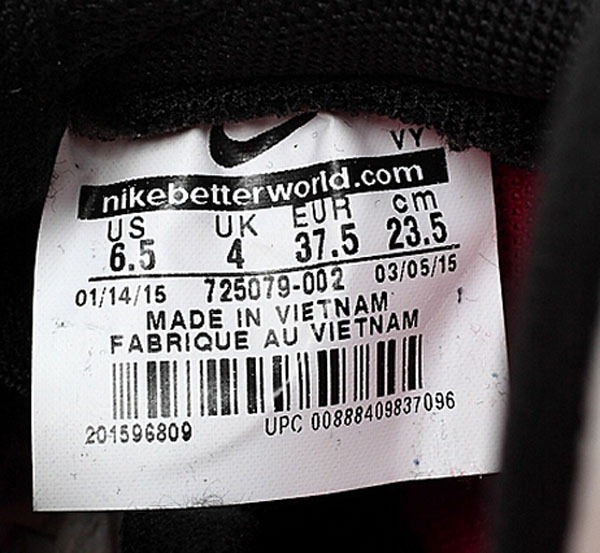 VY
nikebetterworld.com
US UK EUR cm
6.5 4 37.5 23.5
01/14/15 725079-002 03/05/15
MADE IN VIETNAM 1
FABRIQUE AU VIETNAM
201596809 UPC 00888409837096